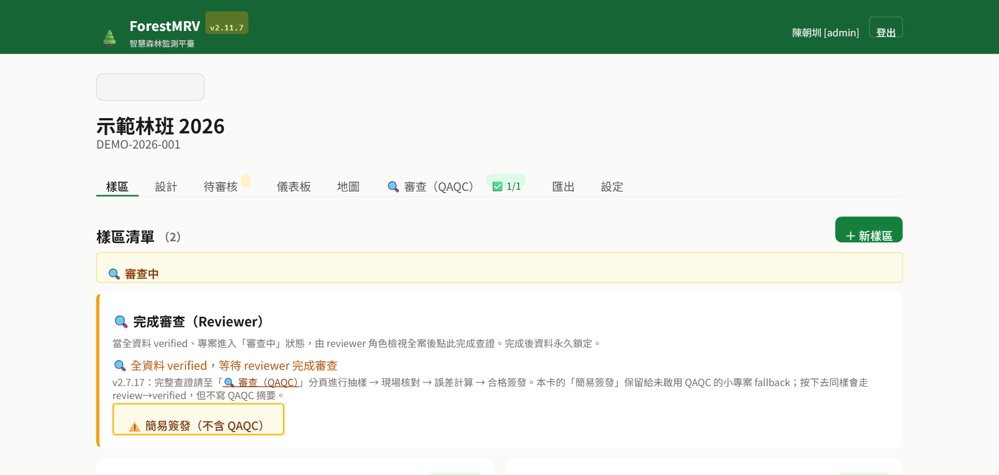 ForestMRV v2.11.7
智慧森林監測平臺
陳朝圳 [admin] 登出
示範林班 2026
DEMO-2026-001
樣區 設計 待審核 儀表板 地圖 🔍 審查（QAQC） ✅ 1/1 匯出 設定
樣區清單 （2）
＋ 新樣區
🔍 審查中
🔍 完成審查（Reviewer）
當全資料 verified、專案進入「審查中」狀態，由 reviewer 角色檢視全案後點此完成查證。完成後資料永久鎖定。
🔍 全資料 verified，等待 reviewer 完成審查
v2.7.17：完整查證請至「🔍 審查（QAQC）」分頁進行抽樣 → 現場核對 → 誤差計算 → 合格簽發。本卡的「簡易簽發」保留給未啟用 QAQC 的小專案 fallback；按下去同樣會走
review→verified，但不寫 QAQC 摘要。
⚠️ 簡易簽發（不含 QAQC）